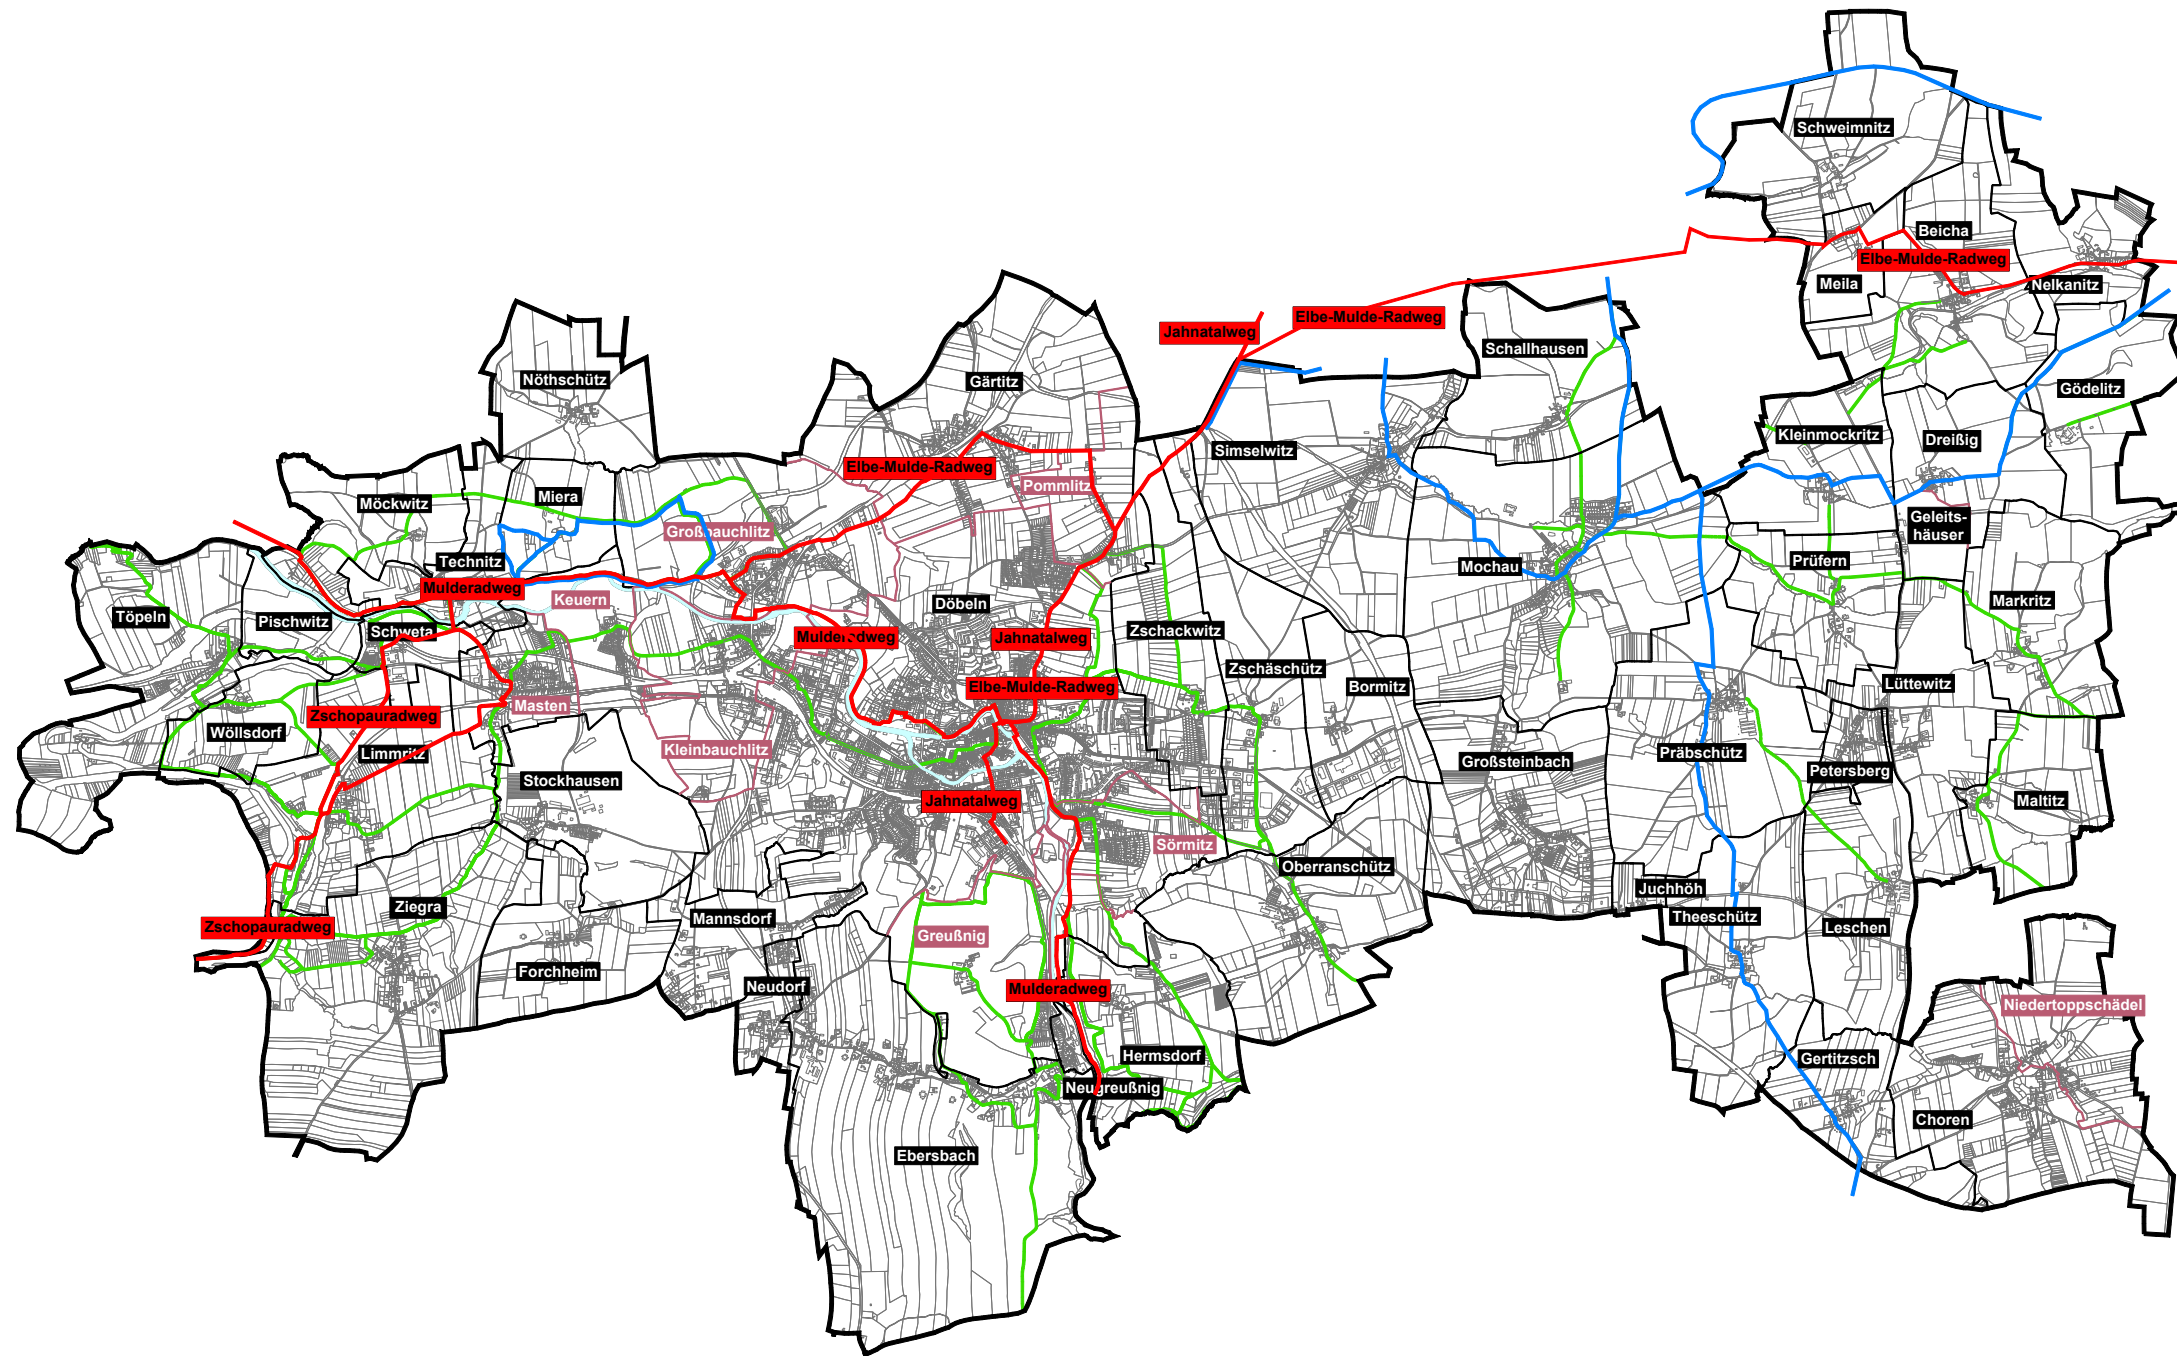 Schweimnitz
Beicha
Elbe-Mulde-Radweg
Meila
Nelkanitz
Elbe-Mulde-Radweg
Jahnatalweg
Schallhausen
Nöthschütz
Gärtitz
Gödelitz
Kleinmockritz
Dreißig
Simselwitz
Elbe-Mulde-Radweg
Pommlitz
Miera
Möckwitz
Großbauchlitz
Geleits-
häuser
Technitz
Mochau
Prüfern
Mulderadweg
Keuern
Döbeln
Markritz
Töpeln
Pischwitz
Schweta
Mulderadweg
Jahnatalweg
Zschackwitz
Zschäschütz
Elbe-Mulde-Radweg
Bormitz
Lüttewitz
Masten
Zschopauradweg
Wöllsdorf
Limmritz
Kleinbauchlitz
Präbschütz
Großsteinbach
Petersberg
Stockhausen
Jahnatalweg
Maltitz
Sörmitz
Oberranschütz
Juchhöh
Ziegra
Mannsdorf
Theeschütz
Zschopauradweg
Greußnig
Leschen
Forchheim
Neudorf
Mulderadweg
Niedertoppschädel
Hermsdorf
Gertitzsch
Neugreußnig
Choren
Ebersbach